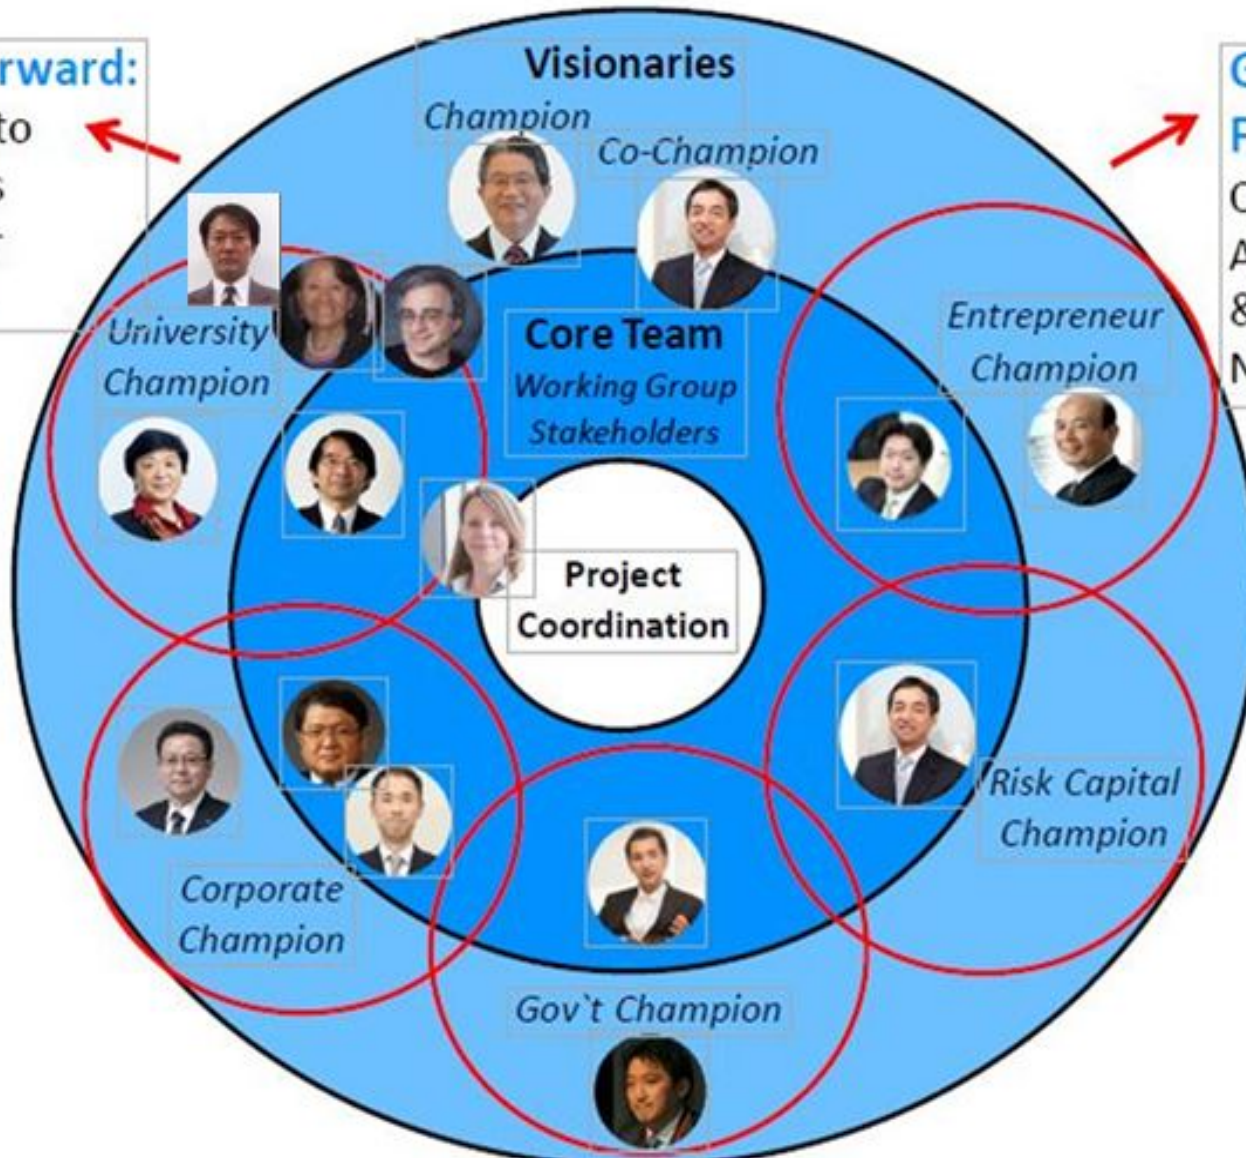 rward:
to
s
Visionaries
Champion
Co-Champion
University
Champion
Core Team
Working Group
Stakeholders
Entrepreneur
Champion
G
P
C
A
&
N
Project
Coordination
Corporate
Champion
Risk Capital
Champion
Gov`t Champion